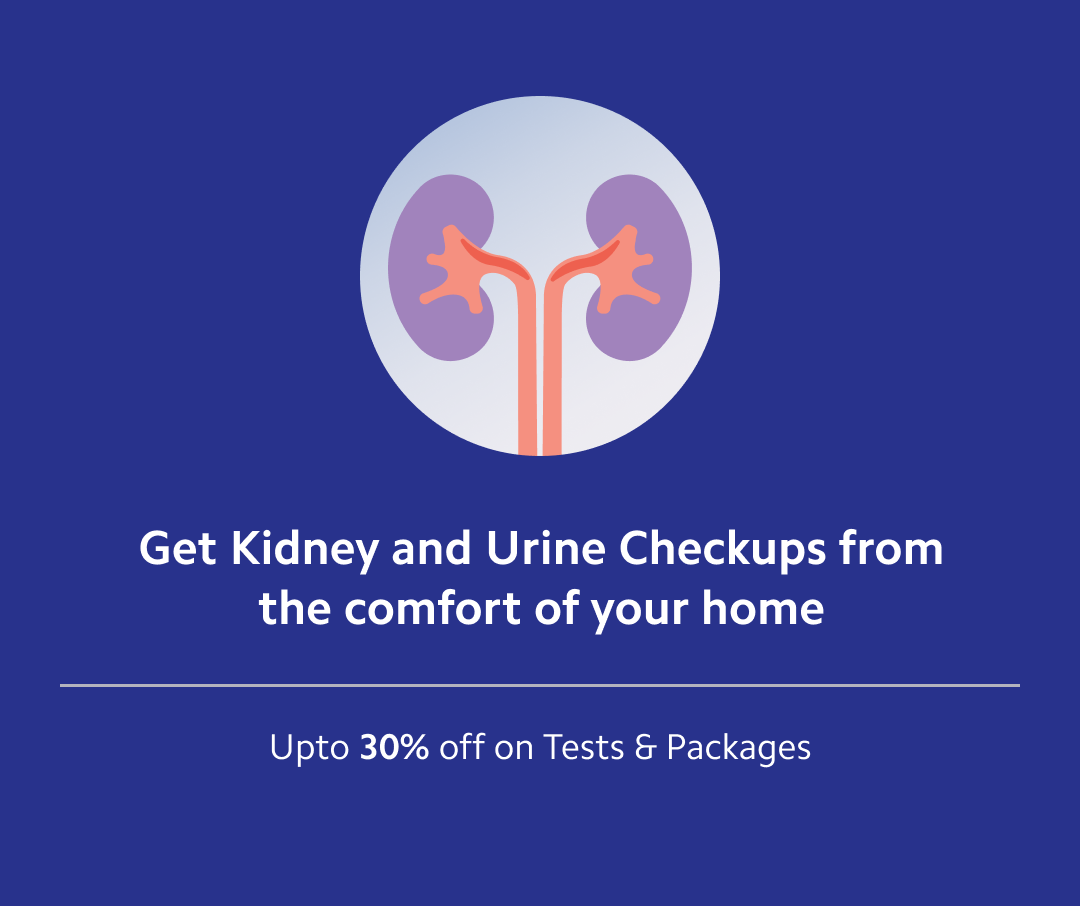 Get Kidney and Urine Checkups from
the comfort of your home
Upto 30% off on Tests & Packages